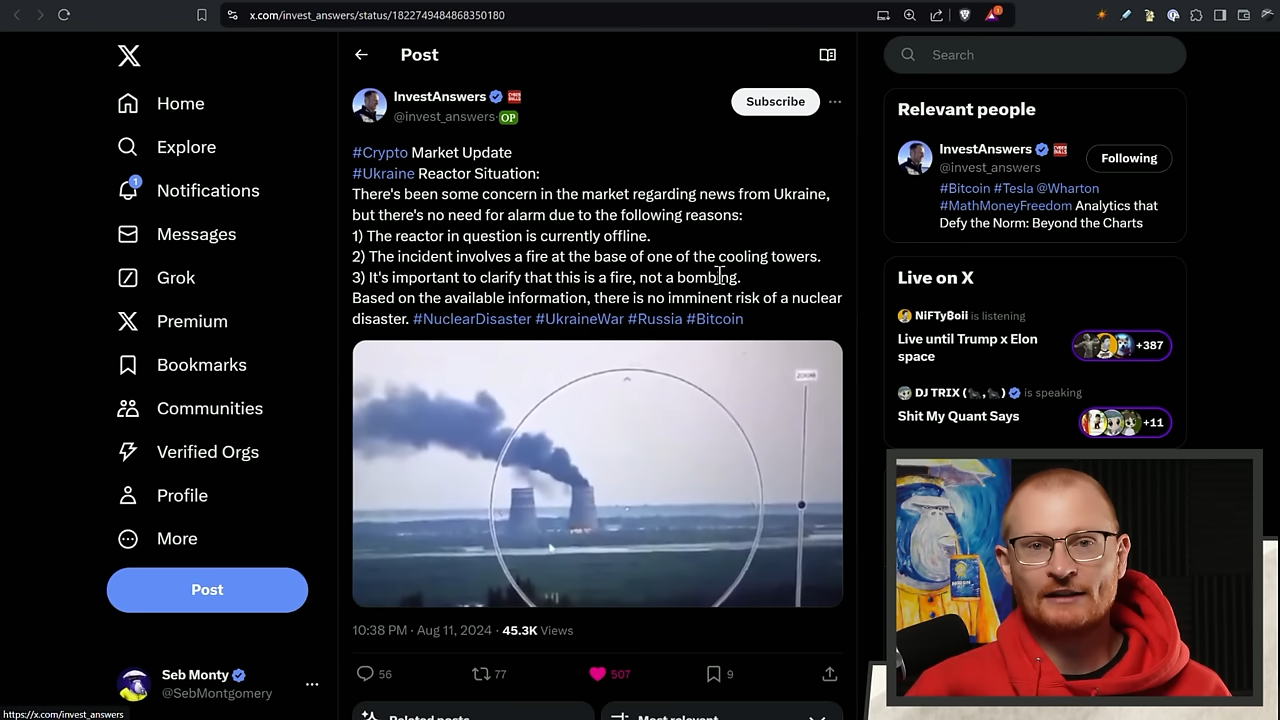 x.com/invest_answers/status/1822749484868350180
Post
Search
Home
Explore
1
Notifications
Messages
Grok
Premium
Bookmarks
Communities
Verified Orgs
Profile
More
Post
Seb Monty
@SebMontgomery
https://x.com/invest_answers
InvestAnswers
@invest_answers· OP
Subscribe
#Crypto Market Update
#Ukraine Reactor Situation:
There's been some concern in the market regarding news from Ukraine,
but there's no need for alarm due to the following reasons:
1) The reactor in question is currently offline.
2) The incident involves a fire at the base of one of the cooling towers.
3) It's important to clarify that this is a fire, not a bombing.
Based on the available information, there is no imminent risk of a nuclear
disaster. #NuclearDisaster #UkraineWar #Russia #Bitcoin
10:38 PM · Aug 11, 2024 · 45.3K Views
56
77
507
9
Related posts
Most relevant
Relevant people
InvestAnswers
@invest_answers
Following
#Bitcoin #Tesla @Wharton
#MathMoneyFreedom Analytics that
Defy the Norm: Beyond the Charts
Live on X
NiFTyBoii is listening
Live until Trump x Elon
space
+387
DJ TRIX is speaking
Shit My Quant Says
+11